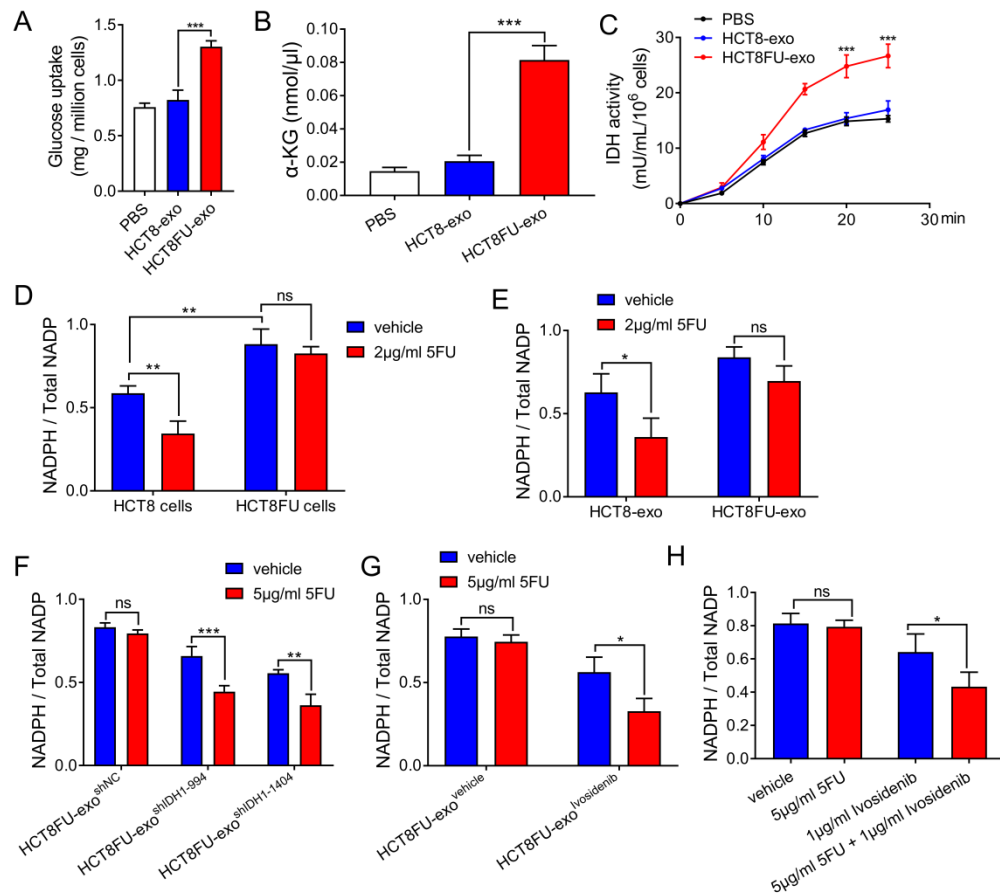 A
Glucose uptake
(mg / million cells)
1.5
1.0
0.5
0.0
***
PBS
HCT8-exo
HCT8FU-exo
B
α-KG (nmol/µl)
0.10
0.08
0.06
0.04
0.02
0.00
***
PBS
HCT8-exo
HCT8FU-exo
C
PBS
HCT8-exo
HCT8FU-exo
IDH activity
(mU/mL/10⁶ cells)
30
20
10
0
*** ***
0 10 20 30 min
D
NADPH / Total NADP
1.0
0.5
0.0
**
**
ns
vehicle
2µg/ml 5FU
HCT8 cells HCT8FU cells
E
NADPH / Total NADP
1.0
0.5
0.0
*
ns
vehicle
2µg/ml 5FU
HCT8-exo HCT8FU-exo
F
NADPH / Total NADP
1.0
0.5
0.0
vehicle
5µg/ml 5FU
ns
***
**
HCT8FU-exo^shNC
HCT8FU-exo^shIDH1-994
HCT8FU-exo^shIDH1-1404
G
NADPH / Total NADP
1.0
0.5
0.0
vehicle
5µg/ml 5FU
ns
*
HCT8FU-exo^vehicle
HCT8FU-exo^Ivosidenib
H
NADPH / Total NADP
1.0
0.8
0.6
0.4
0.2
0.0
ns
*
vehicle
5µg/ml 5FU
1µg/ml Ivosidenib
5µg/ml 5FU + 1µg/ml Ivosidenib